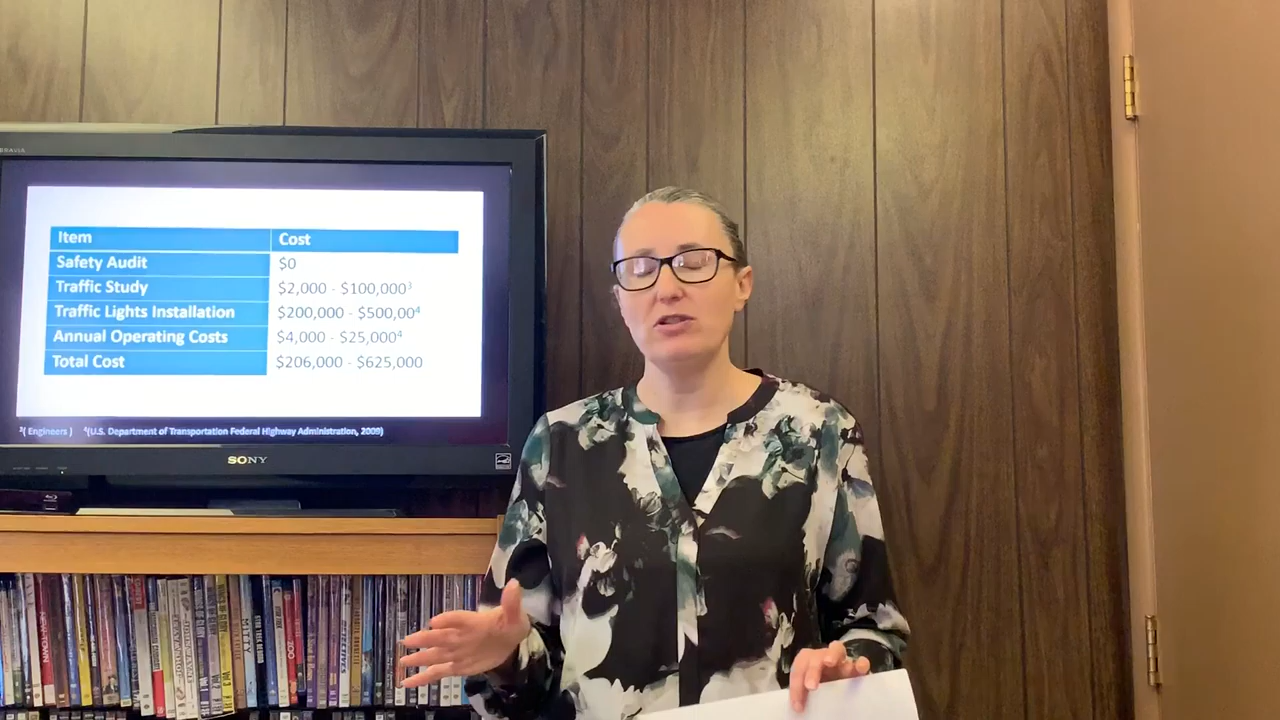 BRAVIA
Item Cost
Safety Audit $0
Traffic Study $2,000 - $100,000³
Traffic Lights Installation $200,000 - $500,00⁴
Annual Operating Costs $4,000 - $25,000⁴
Total Cost $206,000 - $625,000
³( Engineers ) ⁴(U.S. Department of Transportation Federal Highway Administration, 2009)
SONY
ZOO